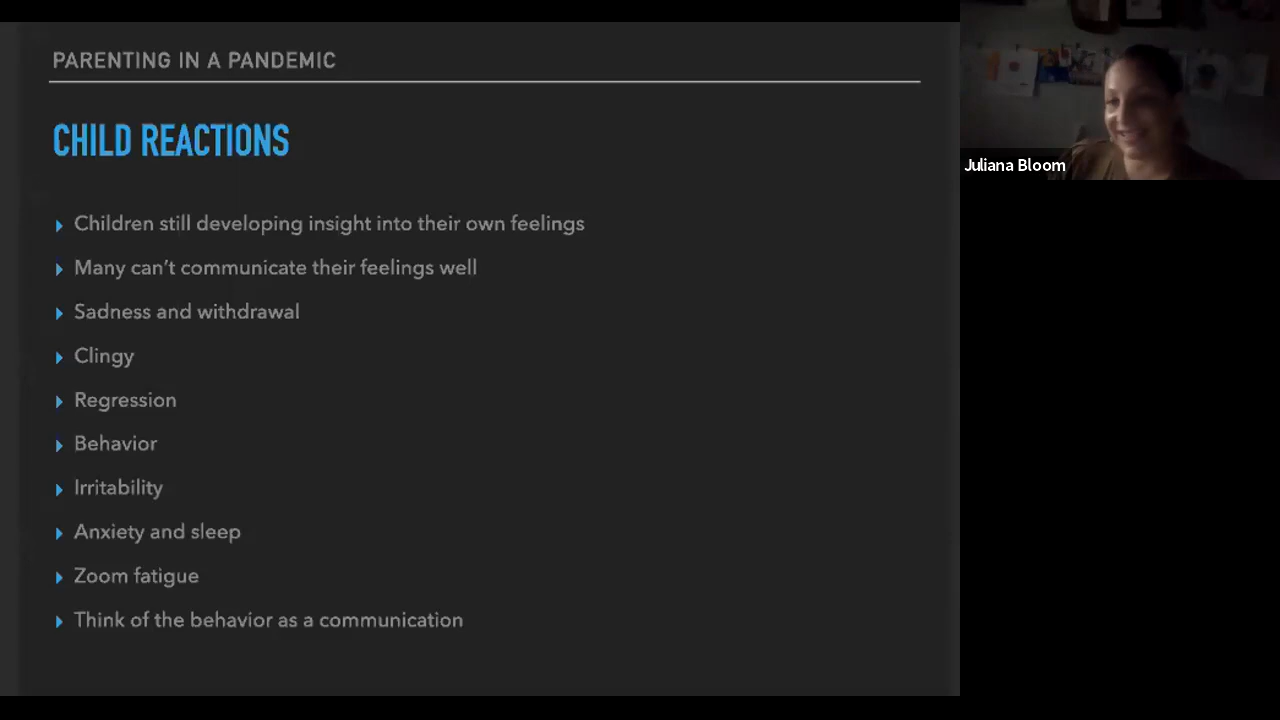 PARENTING IN A PANDEMIC
CHILD REACTIONS
Children still developing insight into their own feelings
Many can't communicate their feelings well
Sadness and withdrawal
Clingy
Regression
Behavior
Irritability
Anxiety and sleep
Zoom fatigue
Think of the behavior as a communication
Juliana Bloom